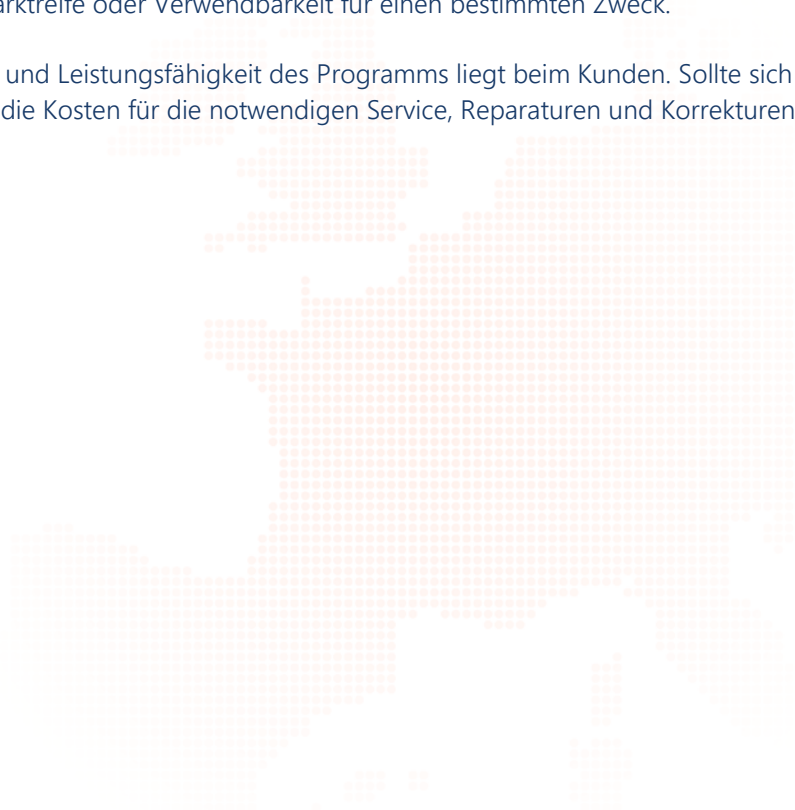 arktreife oder Verwendbarkeit für einen bestimmten Zweck.
und Leistungsfähigkeit des Programms liegt beim Kunden. Sollte sich
die Kosten für die notwendigen Service, Reparaturen und Korrekturen